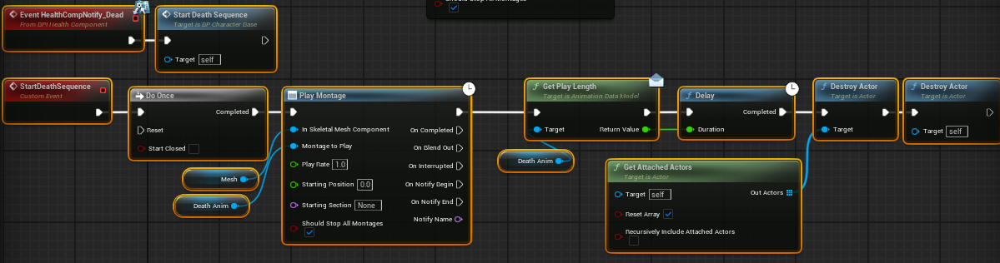 Should Stop All Montages
Event HealthCompNotify_Dead
From DPI Health Component
Start Death Sequence
Target is DP Character Base
Target self
StartDeathSequence
Custom Event
Do Once
Completed
Reset
Start Closed
Mesh
Death Anim
Play Montage
In Skeletal Mesh Component
On Completed
Montage to Play
On Blend Out
Play Rate 1.0
On Interrupted
Starting Position 0.0
On Notify Begin
Starting Section None
On Notify End
Should Stop All Montages
Notify Name
Get Play Length
Target is Animation Data Model
Target
Return Value
Death Anim
Delay
Completed
Duration
Get Attached Actors
Target is Actor
Target self
Out Actors
Reset Array
Recursively Include Attached Actors
Destroy Actor
Target is Actor
Target
Destroy Actor
Target is Actor
Target self